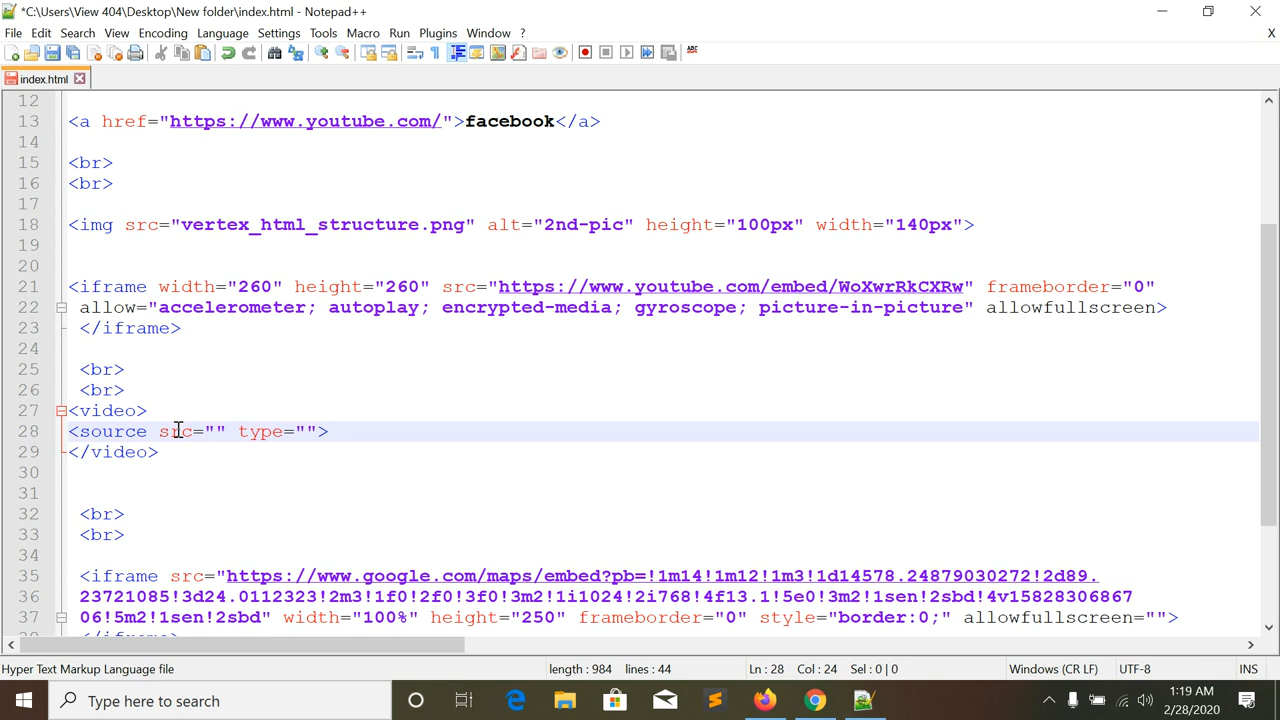 *C:\Users\View 404\Desktop\New folder\index.html - Notepad++
File Edit Search View Encoding Language Settings Tools Macro Run Plugins Window ? X
index.html
12
13 <a href="https://www.youtube.com/">facebook</a>
14
15 <br>
16 <br>
17
18 <img src="vertex_html_structure.png" alt="2nd-pic" height="100px" width="140px">
19
20
21 <iframe width="260" height="260" src="https://www.youtube.com/embed/WoXwrRkCXRw" frameborder="0"
22 allow="accelerometer; autoplay; encrypted-media; gyroscope; picture-in-picture" allowfullscreen>
23 </iframe>
24
25 <br>
26 <br>
27 <video>
28 <source src="" type="">
29 </video>
30
31
32 <br>
33 <br>
34
35 <iframe src="https://www.google.com/maps/embed?pb=!1m14!1m12!1m3!1d14578.24879030272!2d89.
36 23721085!3d24.0112323!2m3!1f0!2f0!3f0!3m2!1i1024!2i768!4f13.1!5e0!3m2!1sen!2sbd!4v15828306867
37 06!5m2!1sen!2sbd" width="100%" height="250" frameborder="0" style="border:0;" allowfullscreen="">
38 </iframe>
Hyper Text Markup Language file length : 984 lines : 44 Ln : 28 Col : 24 Sel : 0 | 0 Windows (CR LF) UTF-8 INS
Type here to search
1:19 AM
2/28/2020